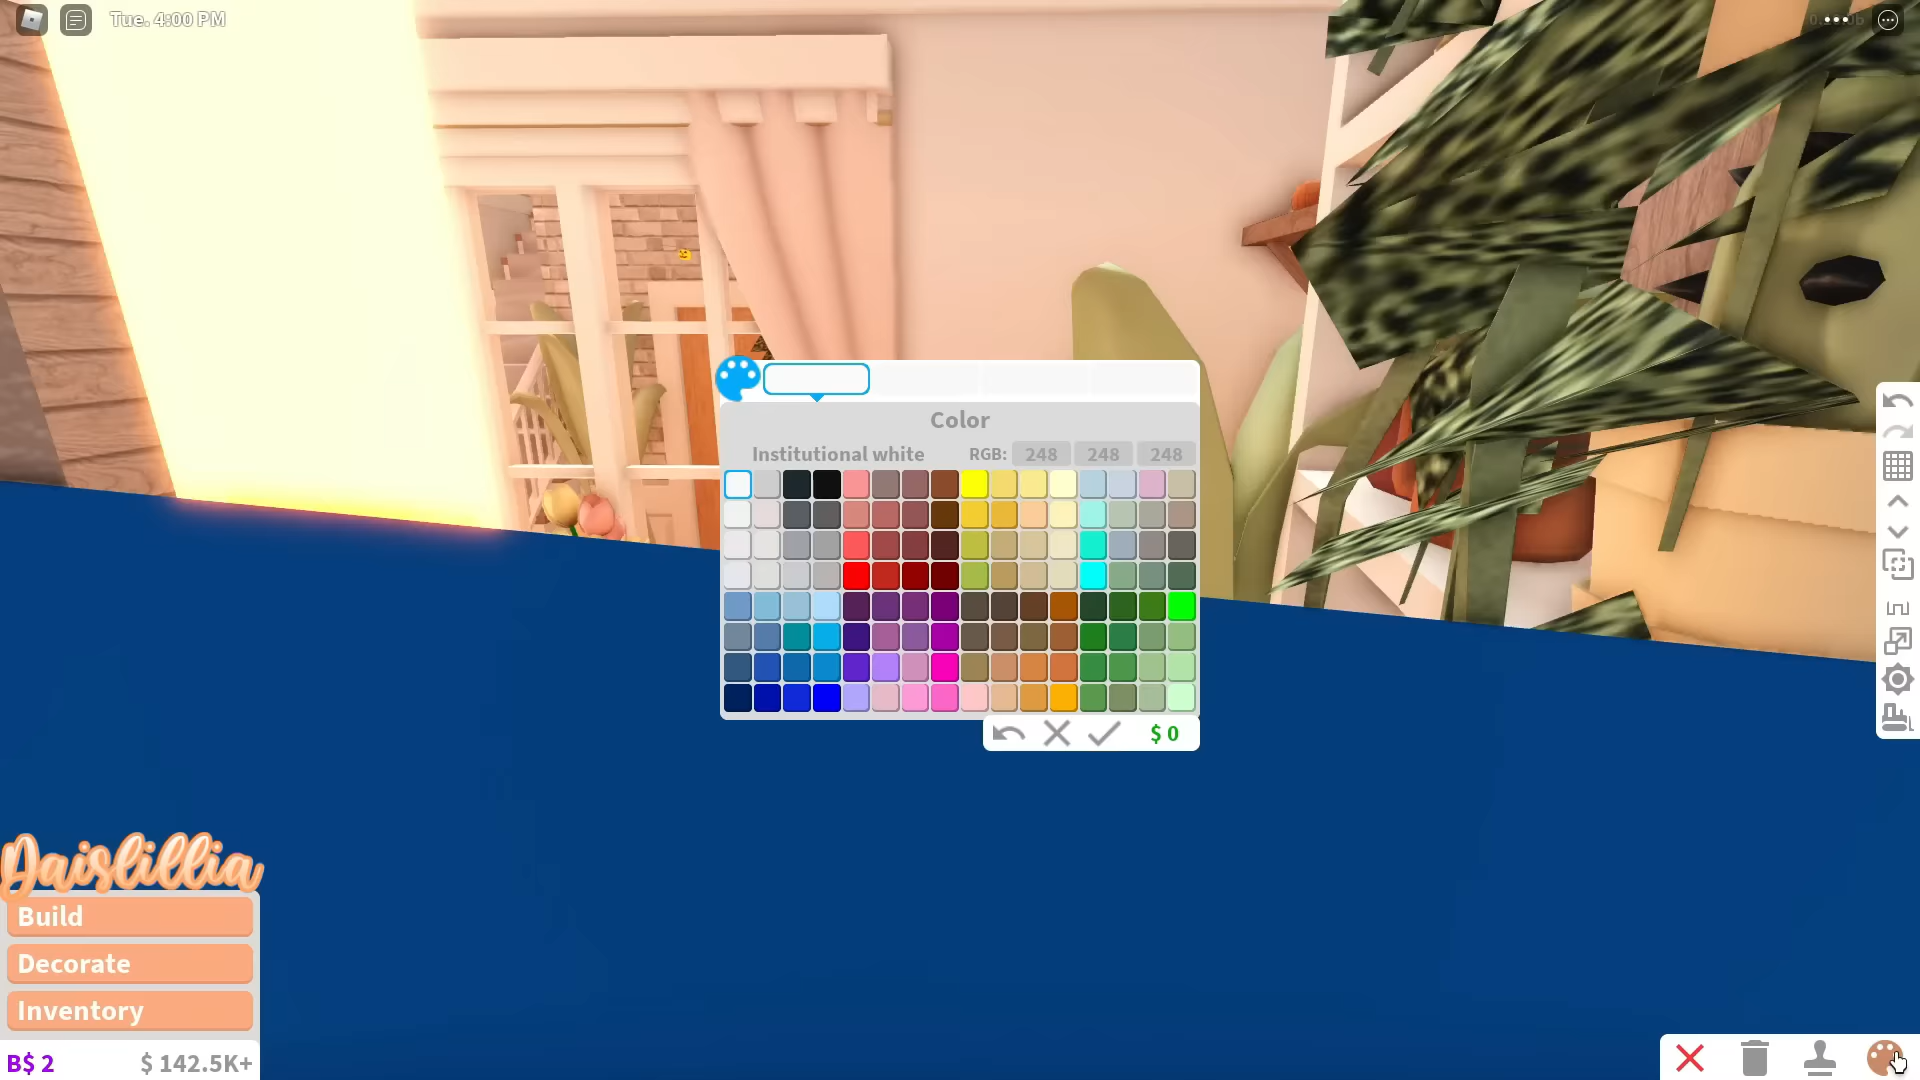 Tue. 4:00 PM
Color
Institutional white RGB: 248 248 248
$ 0
Daislillia
Build
Decorate
Inventory
B$ 2 $ 142.5K+